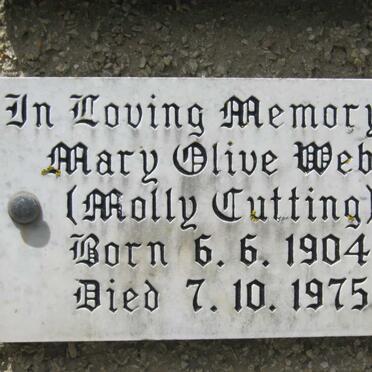 In Loving Memory
Mary Olive Web
(Molly Cutting)
Born 6. 6. 1904
Died 7. 10. 1975